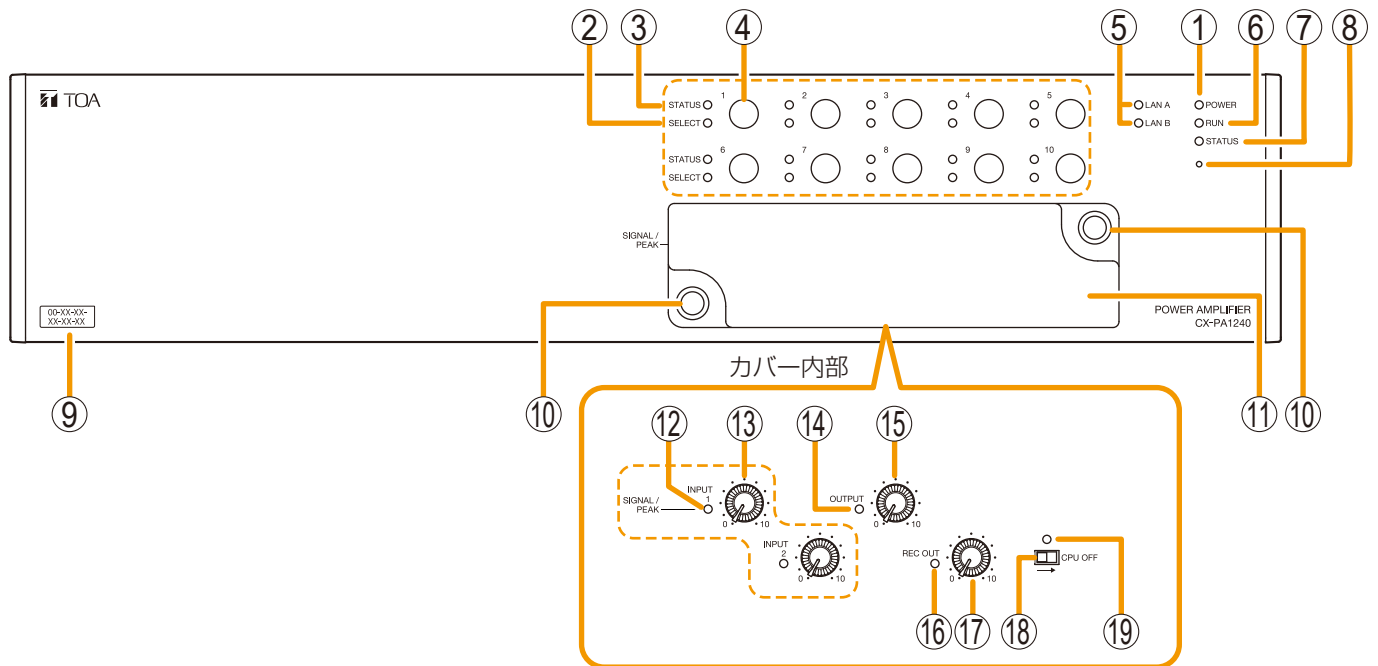 ② ③ ④ ⑤ ① ⑥ ⑦ ⑧
TOA
STATUS 1 2 3 4 5
SELECT
STATUS 6 7 8 9 10
SELECT
LAN A
LAN B
POWER
RUN
STATUS
SIGNAL /
PEAK
00-XX-XX-
XX-XX-XX
POWER AMPLIFIER
CX-PA1240
⑨ ⑩ カバー内部 ⑪ ⑩
⑫ ⑬ ⑭ ⑮
SIGNAL /
PEAK
INPUT
1
0 10
OUTPUT
0 10
INPUT
2
0 10
REC OUT
0 10
CPU OFF
→
⑯ ⑰ ⑱ ⑲